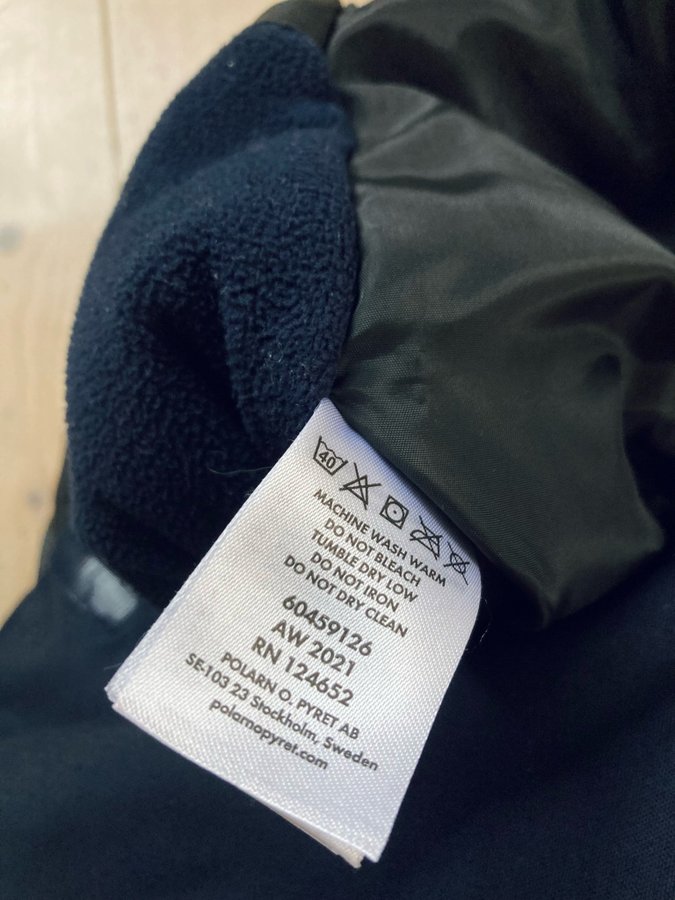 40
MACHINE WASH WARM
DO NOT BLEACH
TUMBLE DRY LOW
DO NOT IRON
DO NOT DRY CLEAN
60459126
AW 2021
RN 124652
POLARN O. PYRET AB
SE-103 23 Stockholm, Sweden
polarnopyret.com